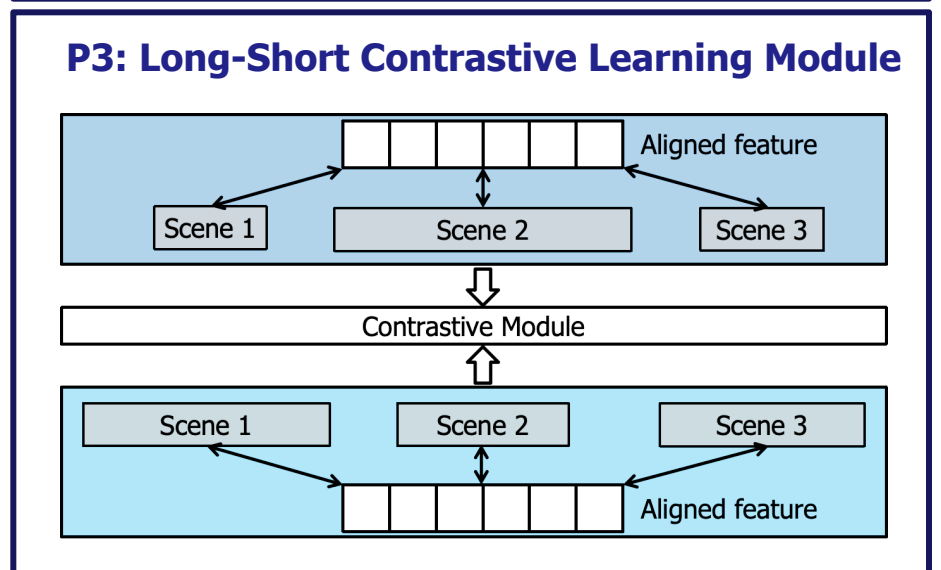 P3: Long-Short Contrastive Learning Module
Aligned feature
Scene 1
Scene 2
Scene 3
Contrastive Module
Scene 1
Scene 2
Scene 3
Aligned feature